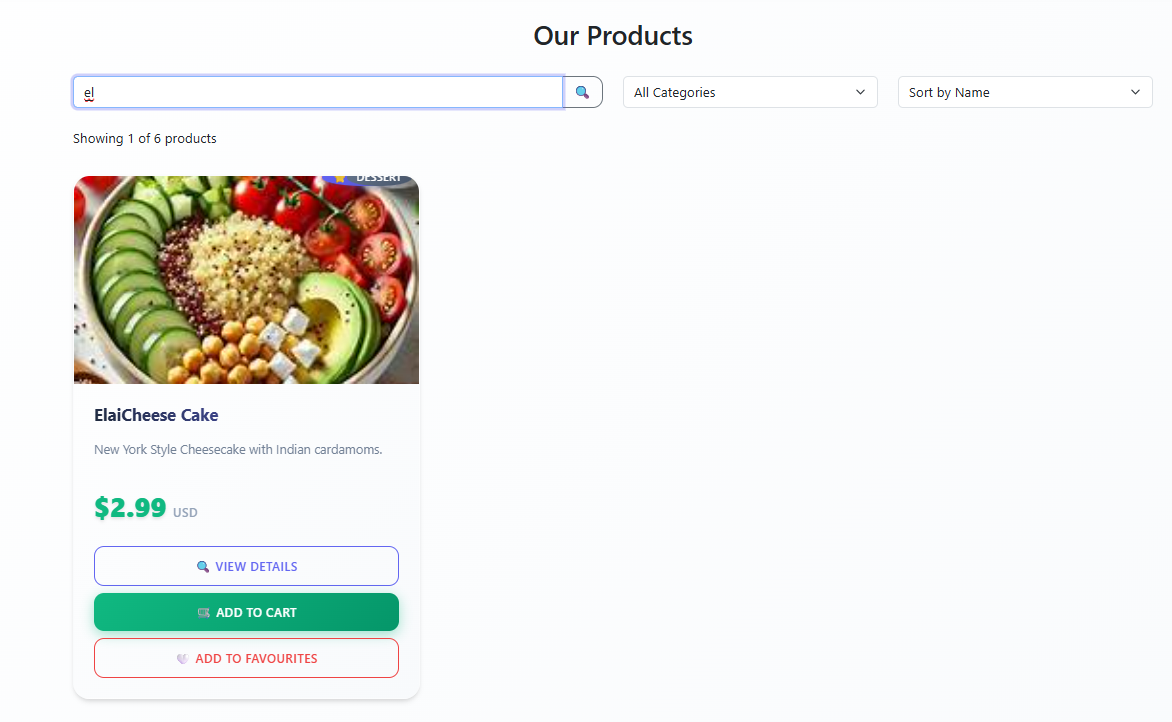 Our Products
el
All Categories
Sort by Name
Showing 1 of 6 products
DESSERT
ElaiCheese Cake
New York Style Cheesecake with Indian cardamoms.
$2.99 USD
VIEW DETAILS
ADD TO CART
ADD TO FAVOURITES